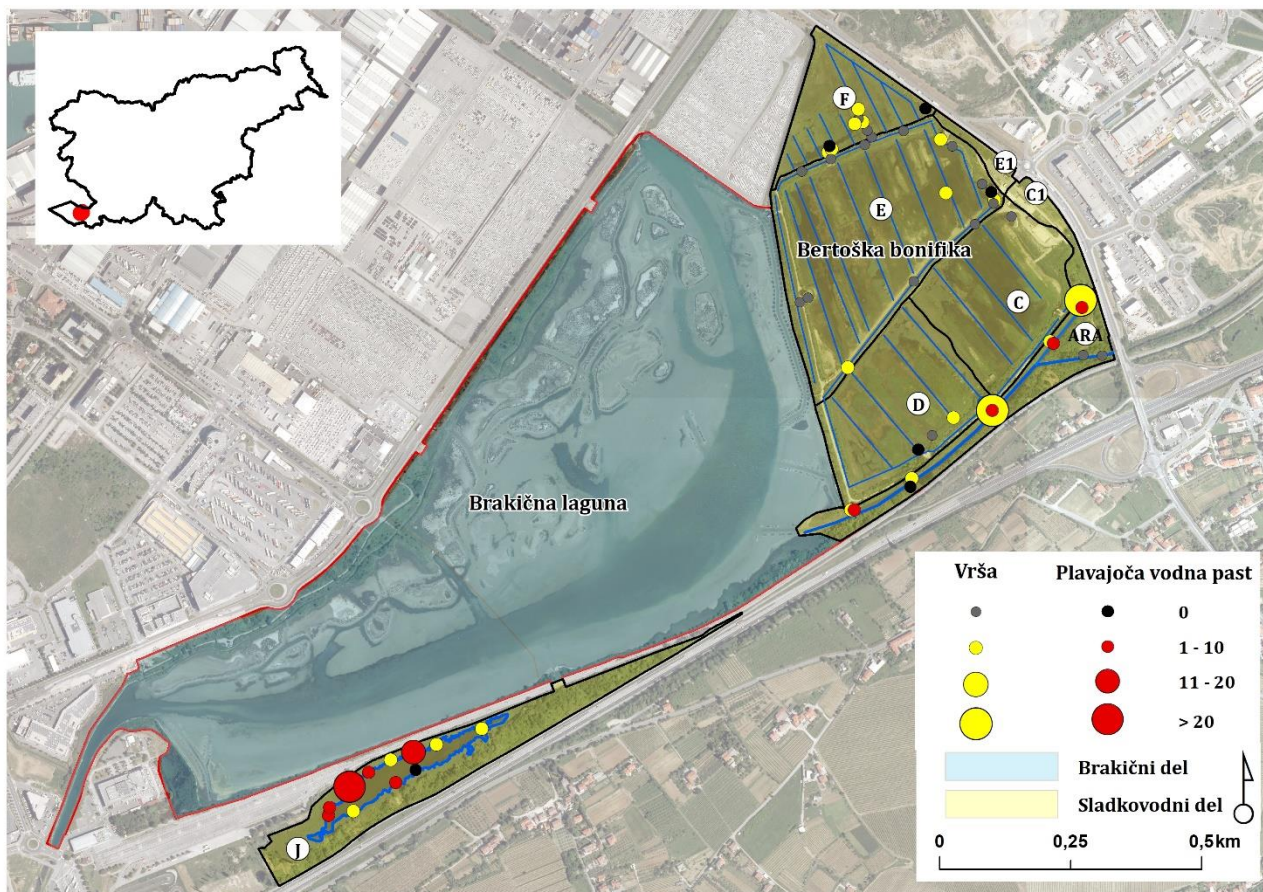 F
E1
C1
E
Bertoška bonifika
C
ARA
D
Brakična laguna
J
Vrša Plavajoča vodna past
0
1 - 10
11 - 20
> 20
Brakični del
Sladkovodni del
0 0,25 0,5km